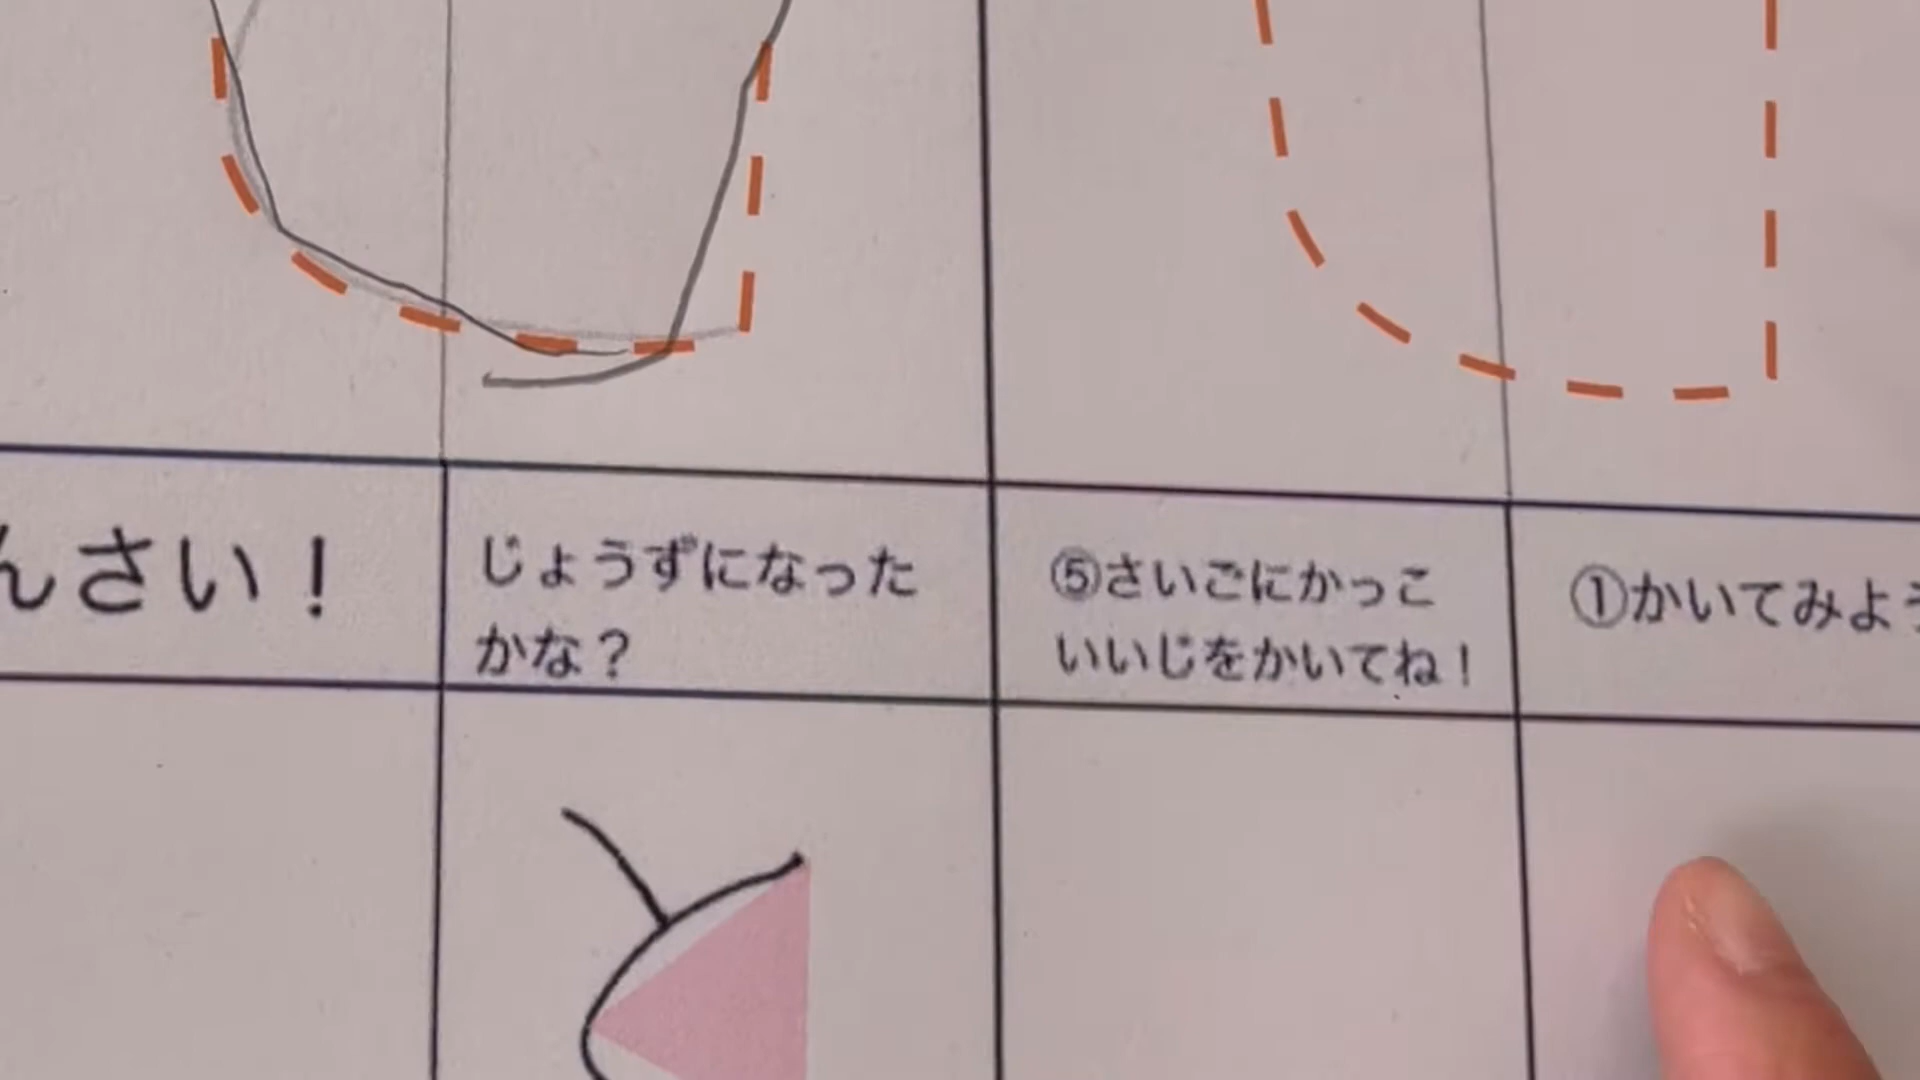 んさい！
じょうずになった
かな？
⑤さいごにかっこ
いいじをかいてね！
①かいてみよう